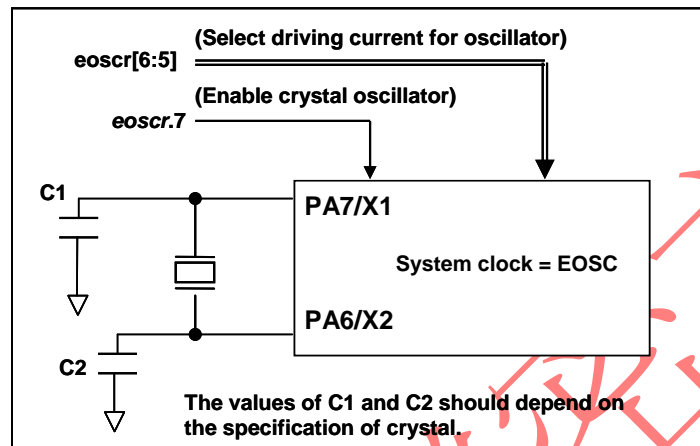 (Select driving current for oscillator)
eoscr[6:5]
(Enable crystal oscillator)
eoscr.7
C1
PA7/X1
System clock = EOSC
PA6/X2
C2
The values of C1 and C2 should depend on
the specification of crystal.